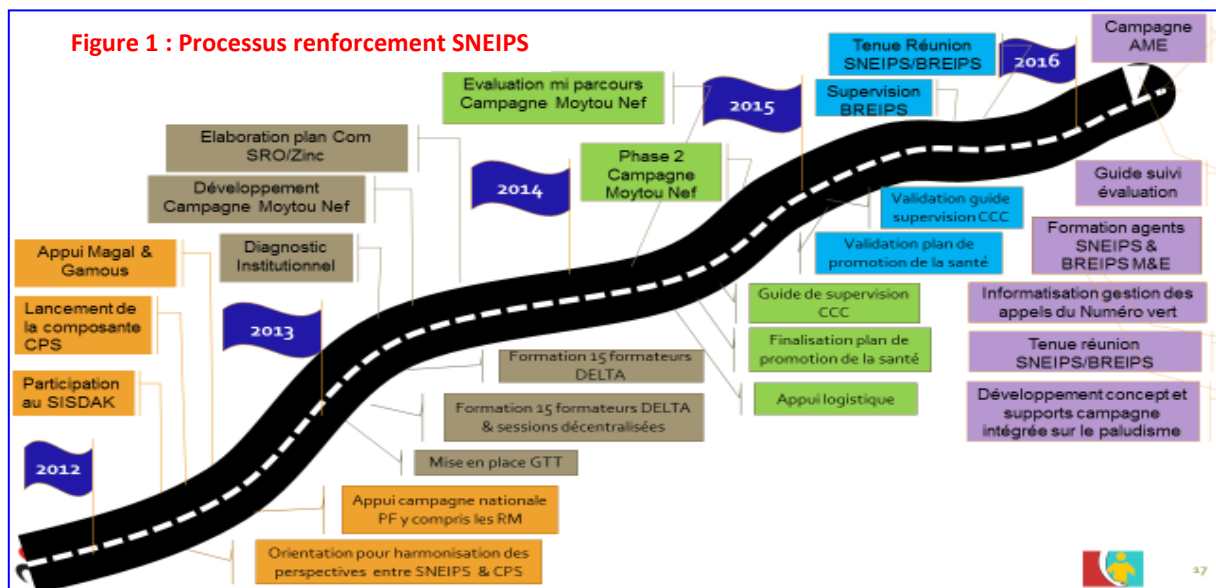 Figure 1 : Processus renforcement SNEIPS
Campagne
AME
Tenue Réunion
SNEIPS/BREIPS
2016
Evaluation mi parcours
Campagne Moytou Nef
2015
Supervision
BREIPS
Elaboration plan Com
SRO/Zinc
Phase 2
Campagne
Moytou Nef
2014
Développement
Campagne Moytou Nef
Guide suivi
évaluation
Validation guide
supervision CCC
Appui Magal &
Gamous
Diagnostic
Institutionnel
Validation plan de
promotion de la santé
Formation agents
SNEIPS &
BREIPS M&E
Lancement de
la composante
CPS
2013
Guide de supervision
CCC
Informatisation gestion des
appels du Numéro vert
Formation 15 formateurs
DELTA
Finalisation plan de
promotion de la santé
Tenue réunion
SNEIPS/BREIPS
Participation
au SISDAK
Formation 15 formateurs DELTA
& sessions décentralisées
Appui logistique
Développement concept et
supports campagne
intégrée sur le paludisme
2012
Mise en place GTT
Appui campagne nationale
PF y compris les RM
Orientation pour harmonisation des
perspectives entre SNEIPS & CPS
17